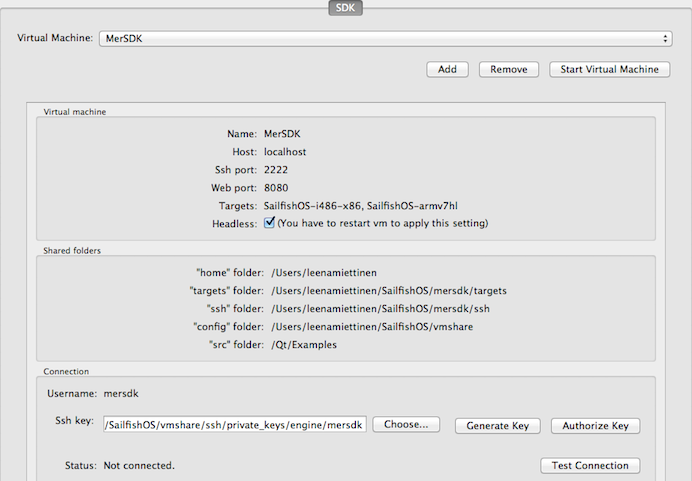 SDK
Virtual Machine: MerSDK
Add Remove Start Virtual Machine
Virtual machine
Name: MerSDK
Host: localhost
Ssh port: 2222
Web port: 8080
Targets: SailfishOS-i486-x86, SailfishOS-armv7hl
Headless: (You have to restart vm to apply this setting)
Shared folders
"home" folder: /Users/leenamiettinen
"targets" folder: /Users/leenamiettinen/SailfishOS/mersdk/targets
"ssh" folder: /Users/leenamiettinen/SailfishOS/mersdk/ssh
"config" folder: /Users/leenamiettinen/SailfishOS/vmshare
"src" folder: /Qt/Examples
Connection
Username: mersdk
Ssh key: /SailfishOS/vmshare/ssh/private_keys/engine/mersdk Choose... Generate Key Authorize Key
Status: Not connected. Test Connection